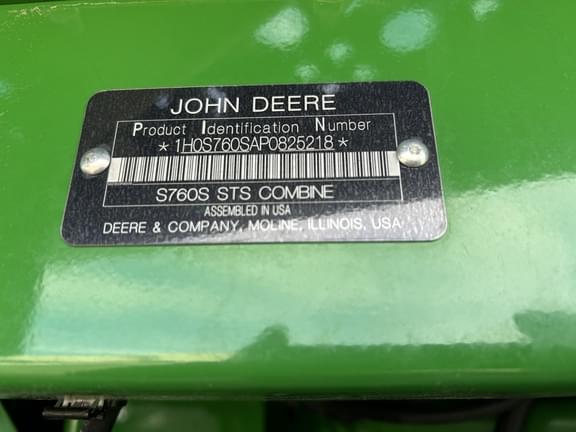 JOHN DEERE
Product Identification Number
*1H0S760SAP0825218*
S760S STS COMBINE
ASSEMBLED IN USA
DEERE & COMPANY, MOLINE, ILLINOIS, USA